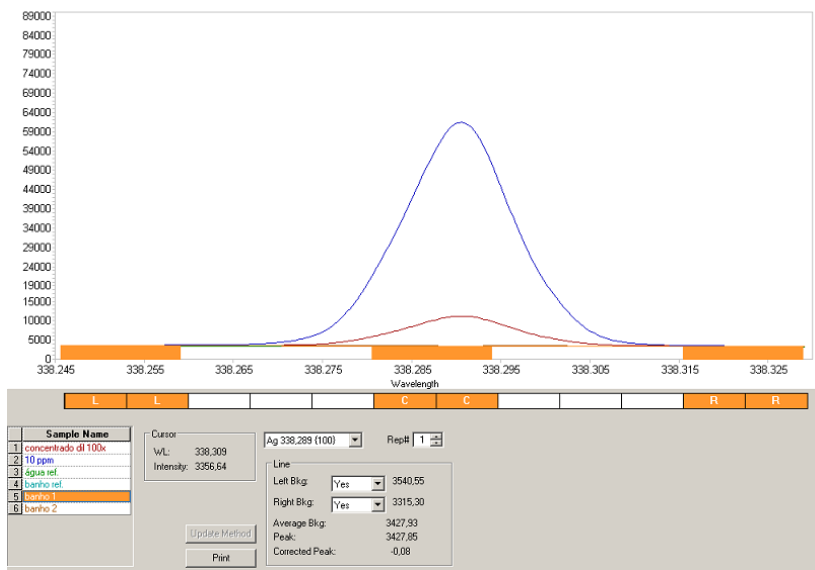 89000
84000
79000
74000
69000
64000
59000
54000
49000
44000
39000
34000
29000
24000
19000
15000
10000
5000
0
338.245 338.255 338.265 338.275 338.285 338.295 338.305 338.315 338.325
Wavelength
L L C C R R
Sample Name
1 concentrado dil 100x
2 10 ppm
3 água ref.
4 banho ref.
5 banho 1
6 banho 2
Cursor
WL: 338,309
Intensity: 3356,64
Update Method
Print
Ag 338,289 (100) Rep# 1
Line
Left Bkg: Yes 3540,55
Right Bkg: Yes 3315,30
Average Bkg: 3427,93
Peak: 3427,85
Corrected Peak: -0,08